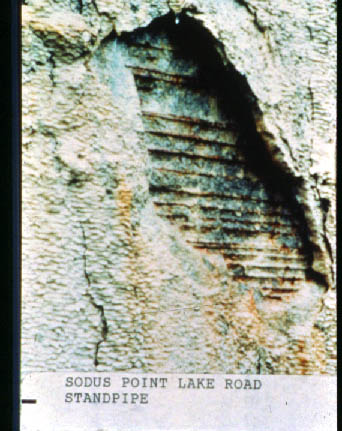 SODUS POINT LAKE ROAD
STANDPIPE